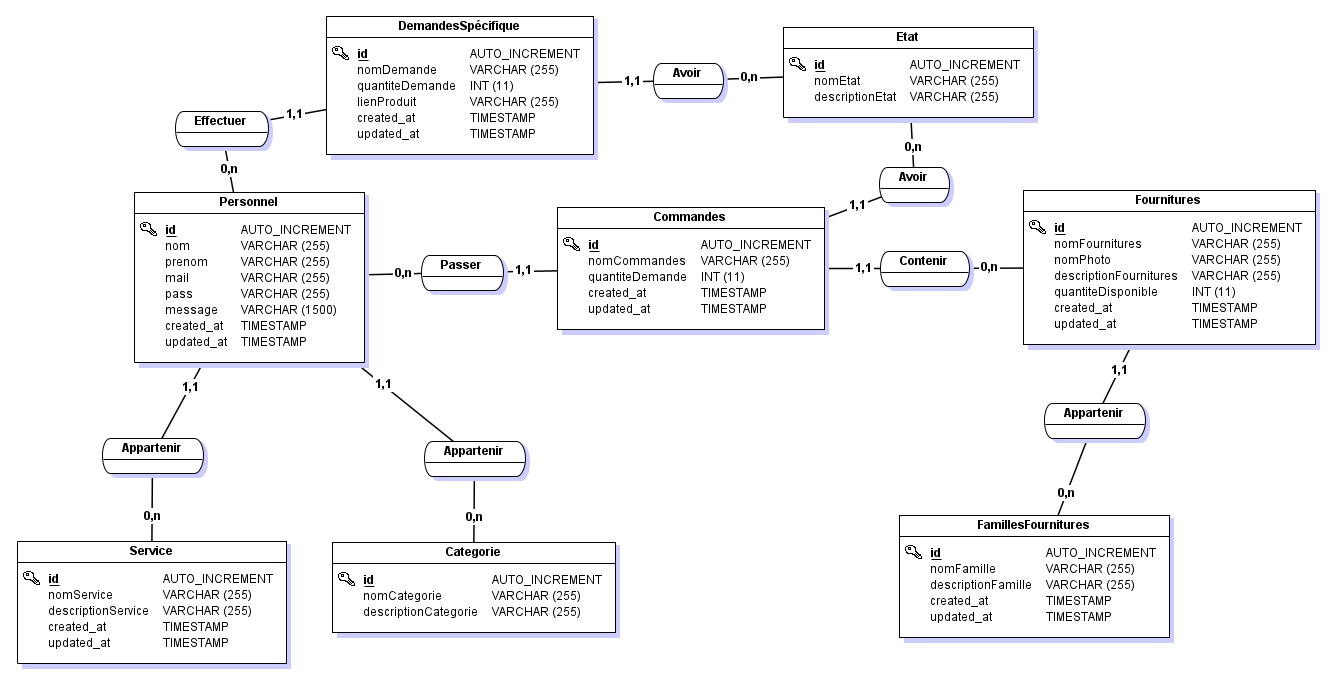 DemandesSpécifique
id AUTO_INCREMENT
nomDemande VARCHAR (255)
quantiteDemande INT (11)
lienProduit VARCHAR (255)
created_at TIMESTAMP
updated_at TIMESTAMP
1,1
Avoir
0,n
Etat
id AUTO_INCREMENT
nomEtat VARCHAR (255)
descriptionEtat VARCHAR (255)
1,1
Effectuer
0,n
0,n
Avoir
1,1
Personnel
id AUTO_INCREMENT
nom VARCHAR (255)
prenom VARCHAR (255)
mail VARCHAR (255)
pass VARCHAR (255)
message VARCHAR (1500)
created_at TIMESTAMP
updated_at TIMESTAMP
0,n
Passer
1,1
Commandes
id AUTO_INCREMENT
nomCommandes VARCHAR (255)
quantiteDemande INT (11)
created_at TIMESTAMP
updated_at TIMESTAMP
1,1
Contenir
0,n
Fournitures
id AUTO_INCREMENT
nomFournitures VARCHAR (255)
nomPhoto VARCHAR (255)
descriptionFournitures VARCHAR (255)
quantiteDisponible INT (11)
created_at TIMESTAMP
updated_at TIMESTAMP
1,1
Appartenir
0,n
1,1
Appartenir
0,n
1,1
Appartenir
0,n
Service
id AUTO_INCREMENT
nomService VARCHAR (255)
descriptionService VARCHAR (255)
created_at TIMESTAMP
updated_at TIMESTAMP
Categorie
id AUTO_INCREMENT
nomCategorie VARCHAR (255)
descriptionCategorie VARCHAR (255)
FamillesFournitures
id AUTO_INCREMENT
nomFamille VARCHAR (255)
descriptionFamille VARCHAR (255)
created_at TIMESTAMP
updated_at TIMESTAMP